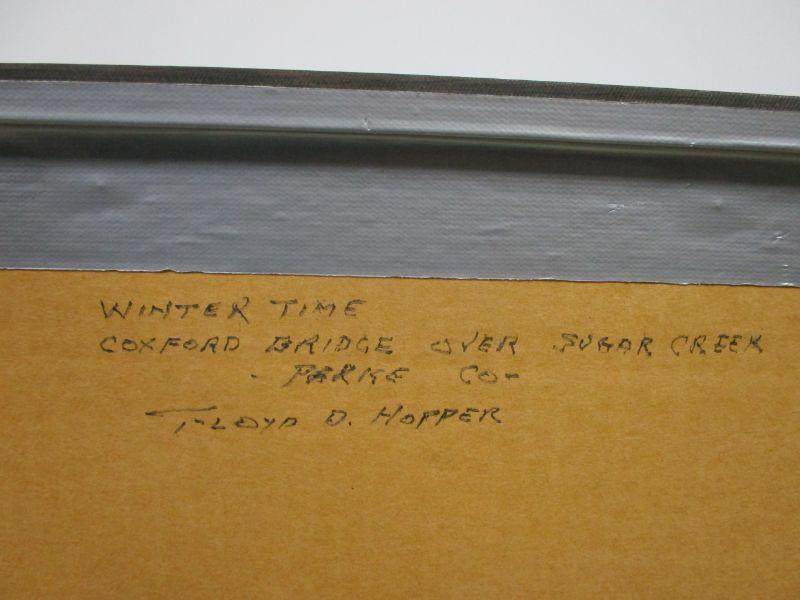 WINTER TIME
COXFORD BRIDGE OVER SUGAR CREEK
- PARKE CO-
FLOYD D. HOPPER